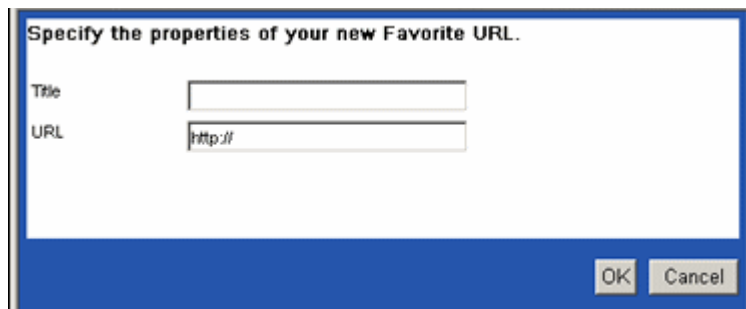 Specify the properties of your new Favorite URL.
Title
URL
http://
OK
Cancel